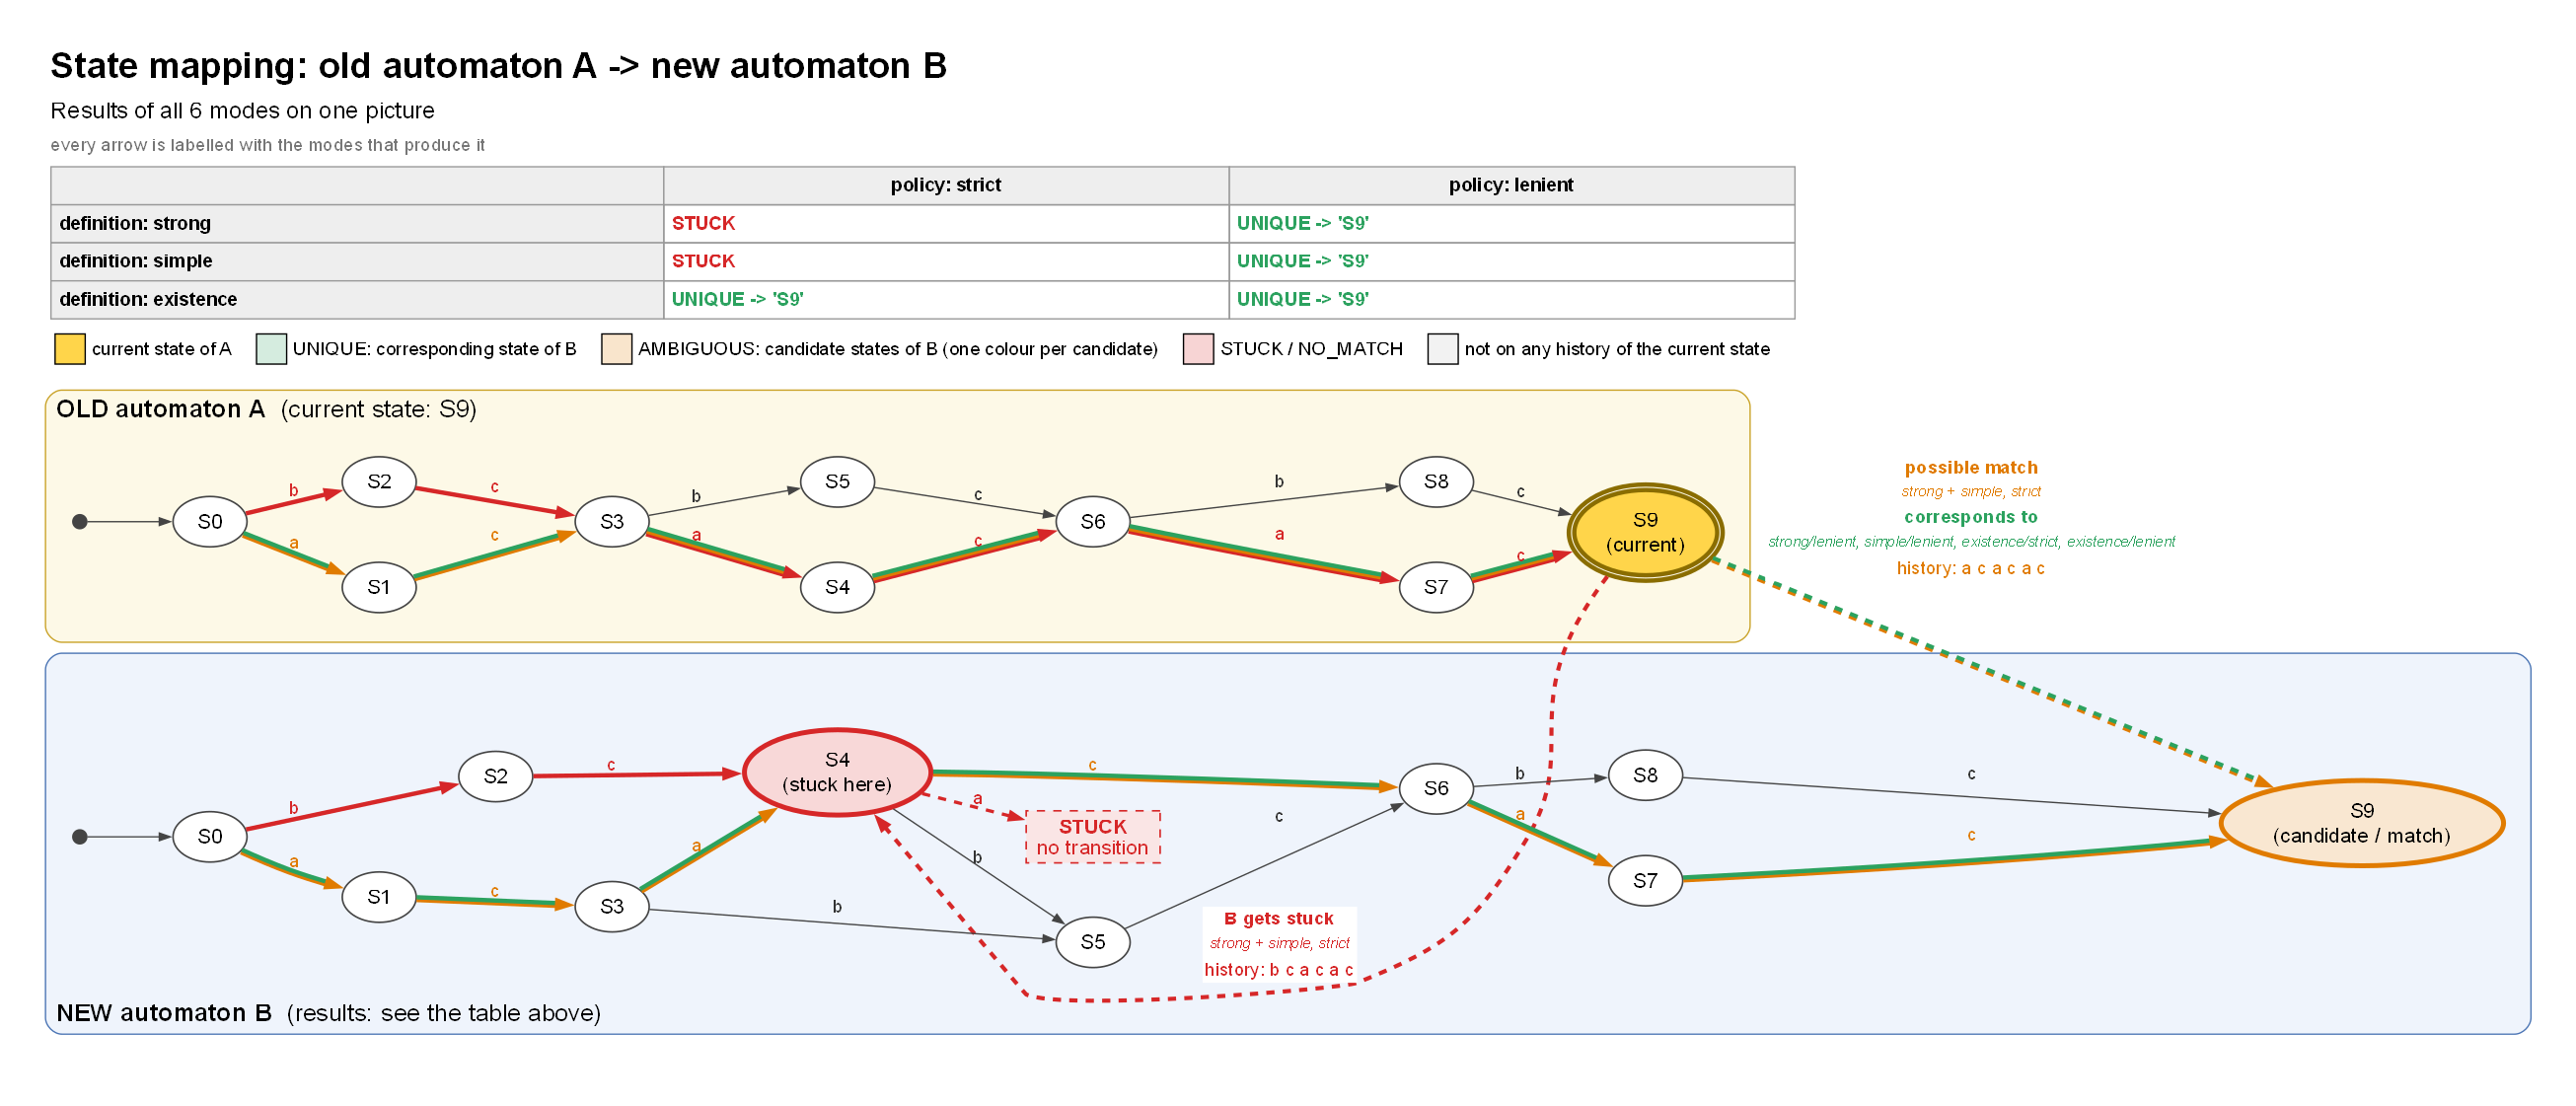 State mapping: old automaton A -> new automaton B
Results of all 6 modes on one picture
every arrow is labelled with the modes that produce it
policy: strict
policy: lenient
definition: strong
STUCK
UNIQUE -> 'S9'
definition: simple
STUCK
UNIQUE -> 'S9'
definition: existence
UNIQUE -> 'S9'
UNIQUE -> 'S9'
current state of A
UNIQUE: corresponding state of B
AMBIGUOUS: candidate states of B (one colour per candidate)
STUCK / NO_MATCH
not on any history of the current state
OLD automaton A (current state: S9)
S0
b
a
S2
S1
c
c
S3
b
a
S5
S4
c
c
S6
b
a
S8
S7
c
c
S9
(current)
possible match
strong + simple, strict
corresponds to
strong/lenient, simple/lenient, existence/strict, existence/lenient
history: a c a c a c
S0
b
a
S2
S1
c
c
S3
a
b
S4
(stuck here)
c
a
b
STUCK
no transition
S5
c
S6
b
a
S8
S7
c
c
S9
(candidate / match)
B gets stuck
strong + simple, strict
history: b c a c a c
NEW automaton B (results: see the table above)